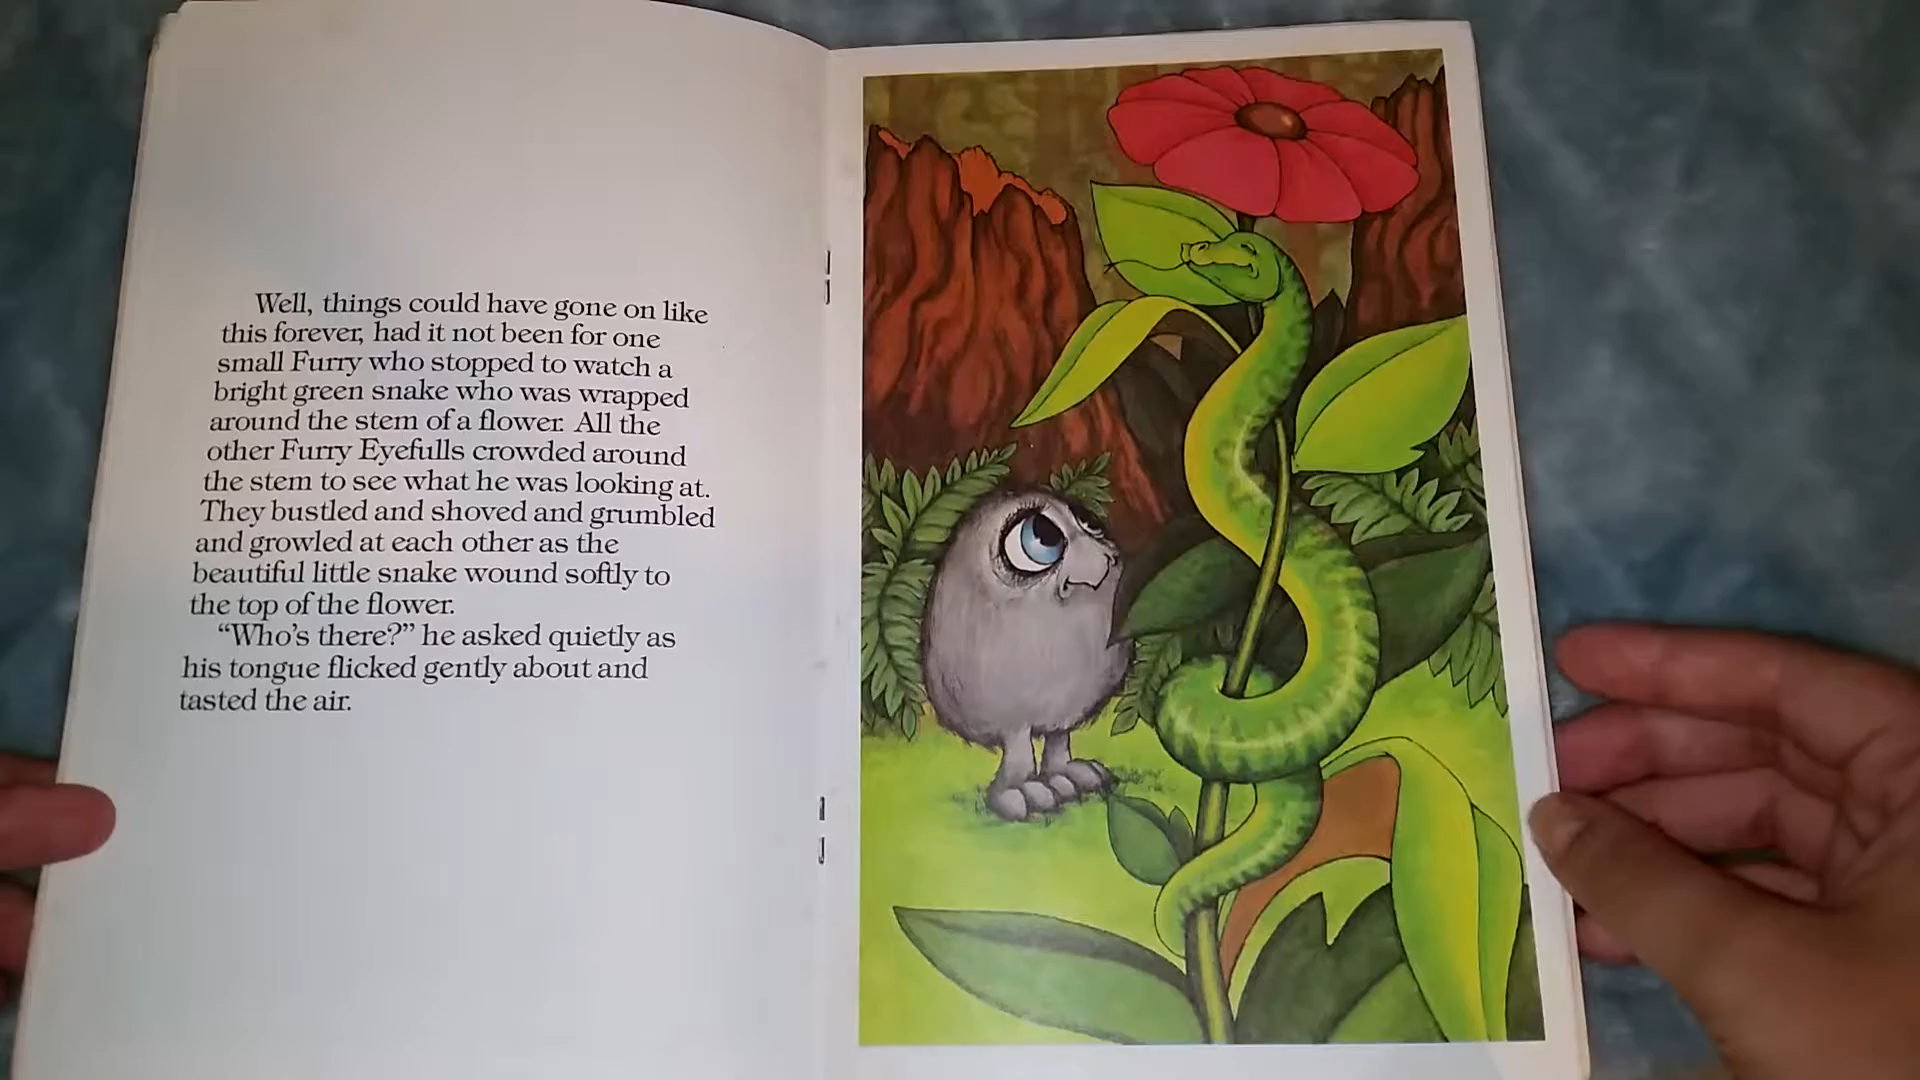 Well, things could have gone on like
this forever, had it not been for one
small Furry who stopped to watch a
bright green snake who was wrapped
around the stem of a flower. All the
other Furry Eyefulls crowded around
the stem to see what he was looking at.
They bustled and shoved and grumbled
and growled at each other as the
beautiful little snake wound softly to
the top of the flower.
“Who’s there?” he asked quietly as
his tongue flicked gently about and
tasted the air.